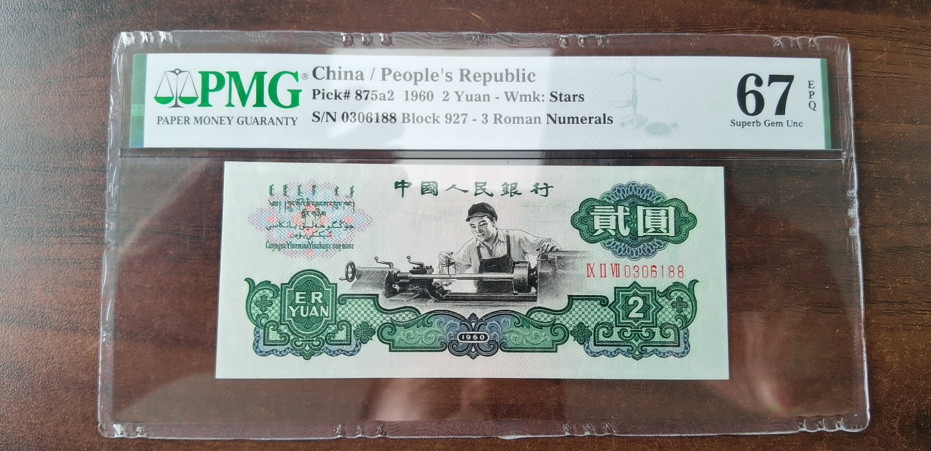 PMG®
PAPER MONEY GUARANTY
China / People's Republic
Pick# 875a2 1960 2 Yuan - Wmk: Stars
S/N 0306188 Block 927 - 3 Roman Numerals
67 EPQ
Superb Gem Unc
中國人民銀行
貳圓
IX II VII 0306188
ER
YUAN
1960
2